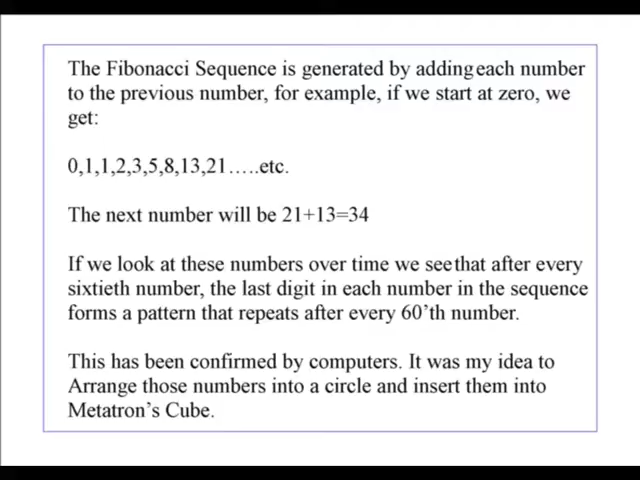 The Fibonacci Sequence is generated by adding each number
to the previous number, for example, if we start at zero, we
get:
0,1,1,2,3,5,8,13,21…..etc.
The next number will be 21+13=34
If we look at these numbers over time we see that after every
sixtieth number, the last digit in each number in the sequence
forms a pattern that repeats after every 60’th number.
This has been confirmed by computers. It was my idea to
Arrange those numbers into a circle and insert them into
Metatron’s Cube.